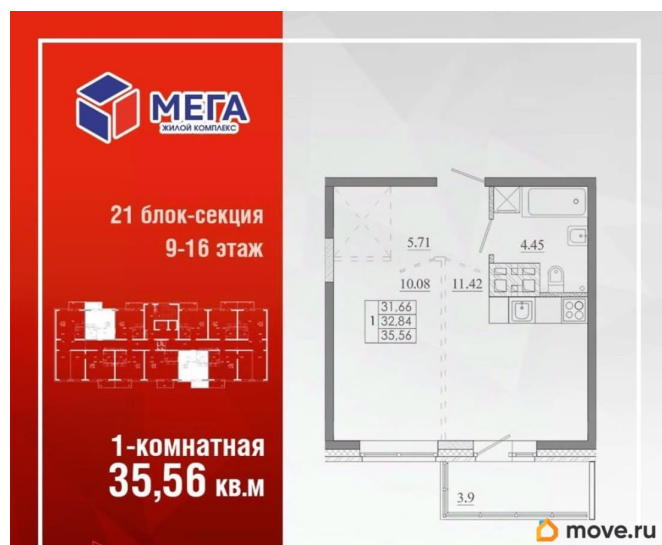 МЕГА
ЖИЛОЙ КОМПЛЕКС
21 блок-секция
9-16 этаж
1-комнатная
35,56 кв.м
5.71
4.45
10.08
11.42
31,66
1 32,84
35,56
3.9
move.ru